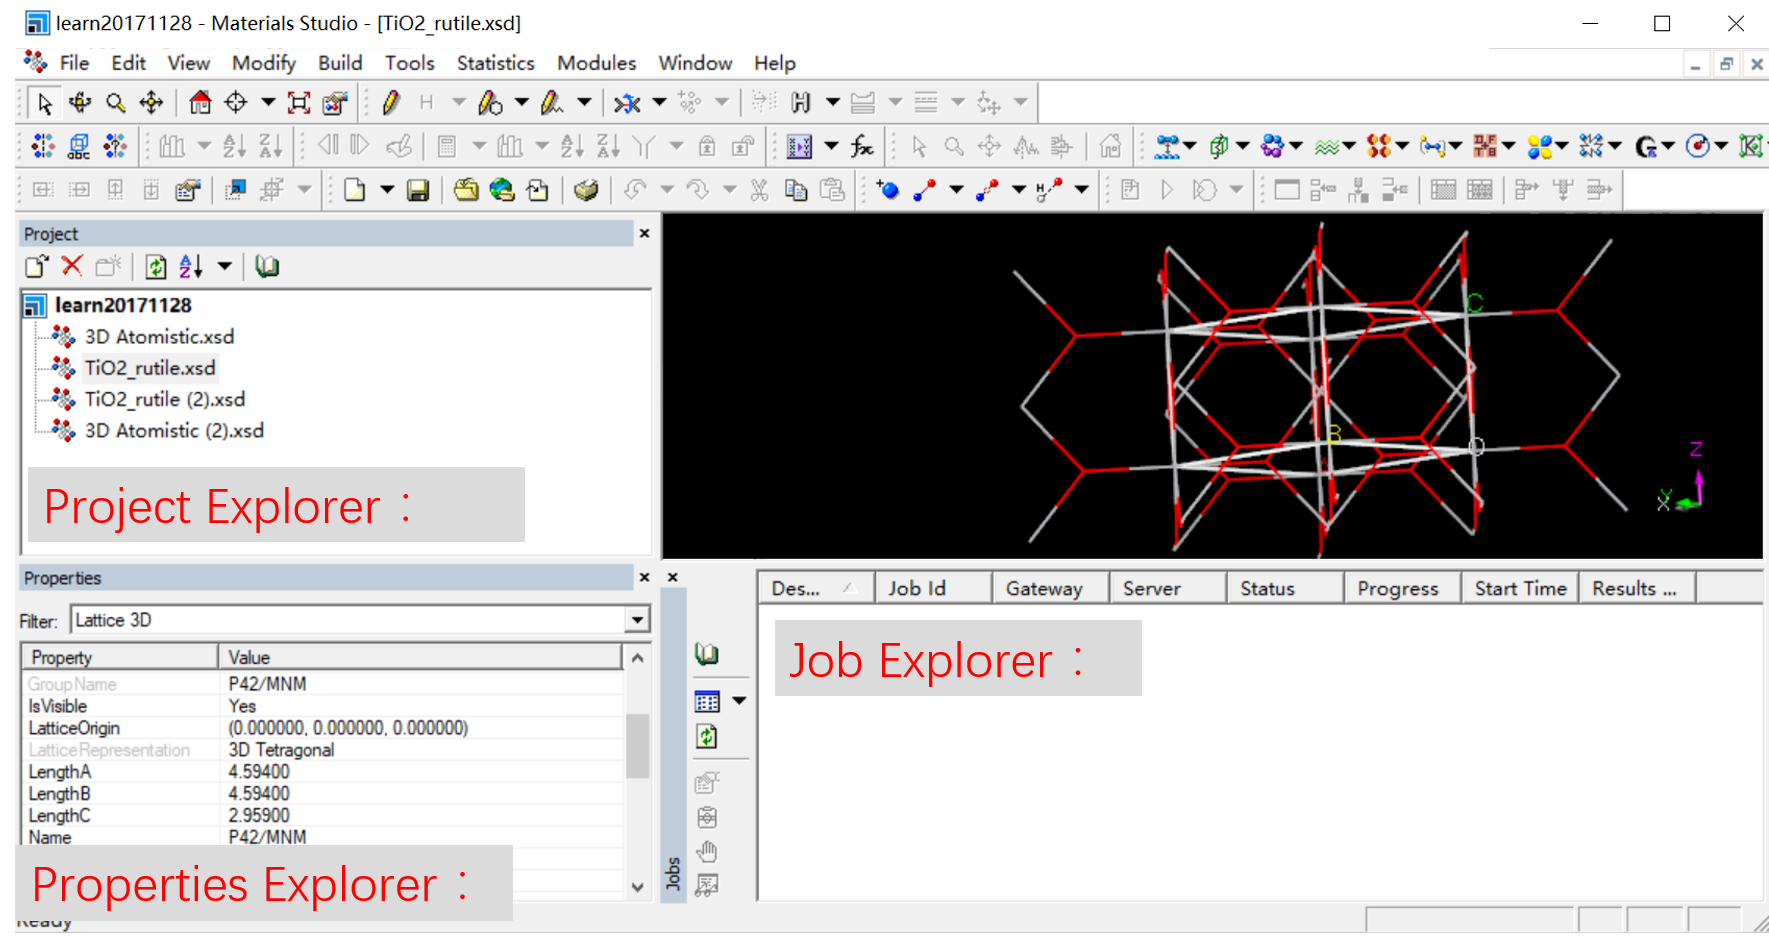 learn20171128 - Materials Studio - [TiO2_rutile.xsd]
File Edit View Modify Build Tools Statistics Modules Window Help
Project
learn20171128
3D Atomistic.xsd
TiO2_rutile.xsd
TiO2_rutile (2).xsd
3D Atomistic (2).xsd
Project Explorer：
C
B
A
O
Z
Y
X
Properties
Filter: Lattice 3D
Property Value
GroupName P42/MNM
IsVisible Yes
LatticeOrigin (0.000000, 0.000000, 0.000000)
LatticeRepresentation 3D Tetragonal
LengthA 4.59400
LengthB 4.59400
LengthC 2.95900
Name P42/MNM
Properties Explorer：
Jobs
Des... Job Id Gateway Server Status Progress Start Time Results ...
Job Explorer：
Ready